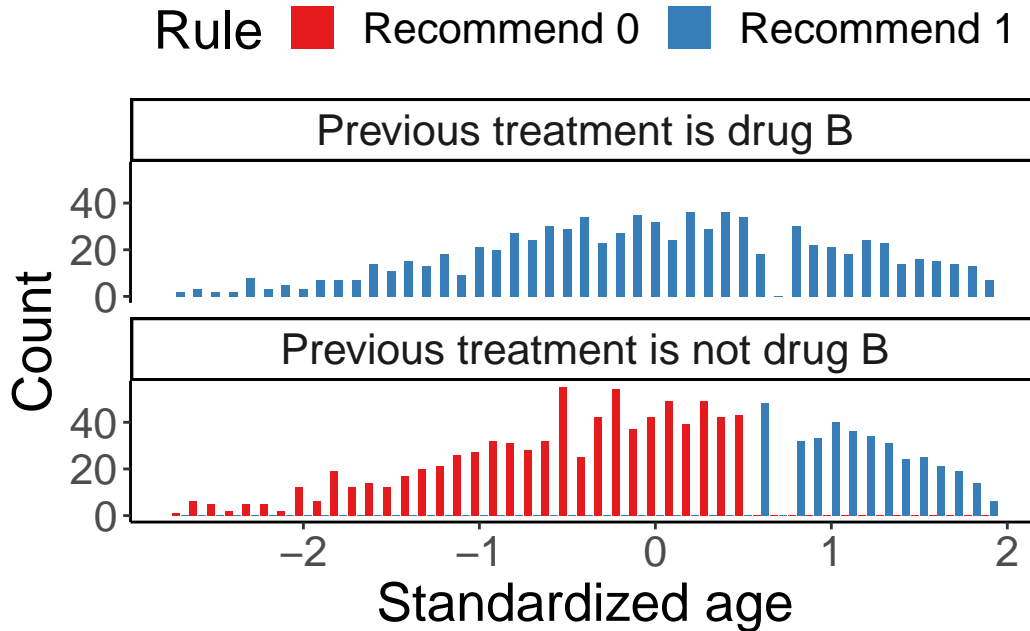 Rule Recommend 0 Recommend 1
Previous treatment is drug B
40
20
0
Previous treatment is not drug B
40
20
0
Count
−2 −1 0 1 2
Standardized age